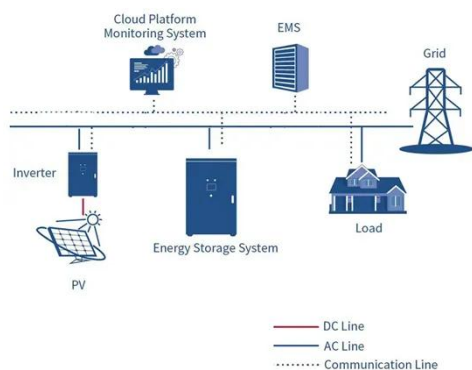 Cloud Platform
Monitoring System
EMS
Grid
Inverter
Energy Storage System
Load
PV
DC Line
AC Line
Communication Line